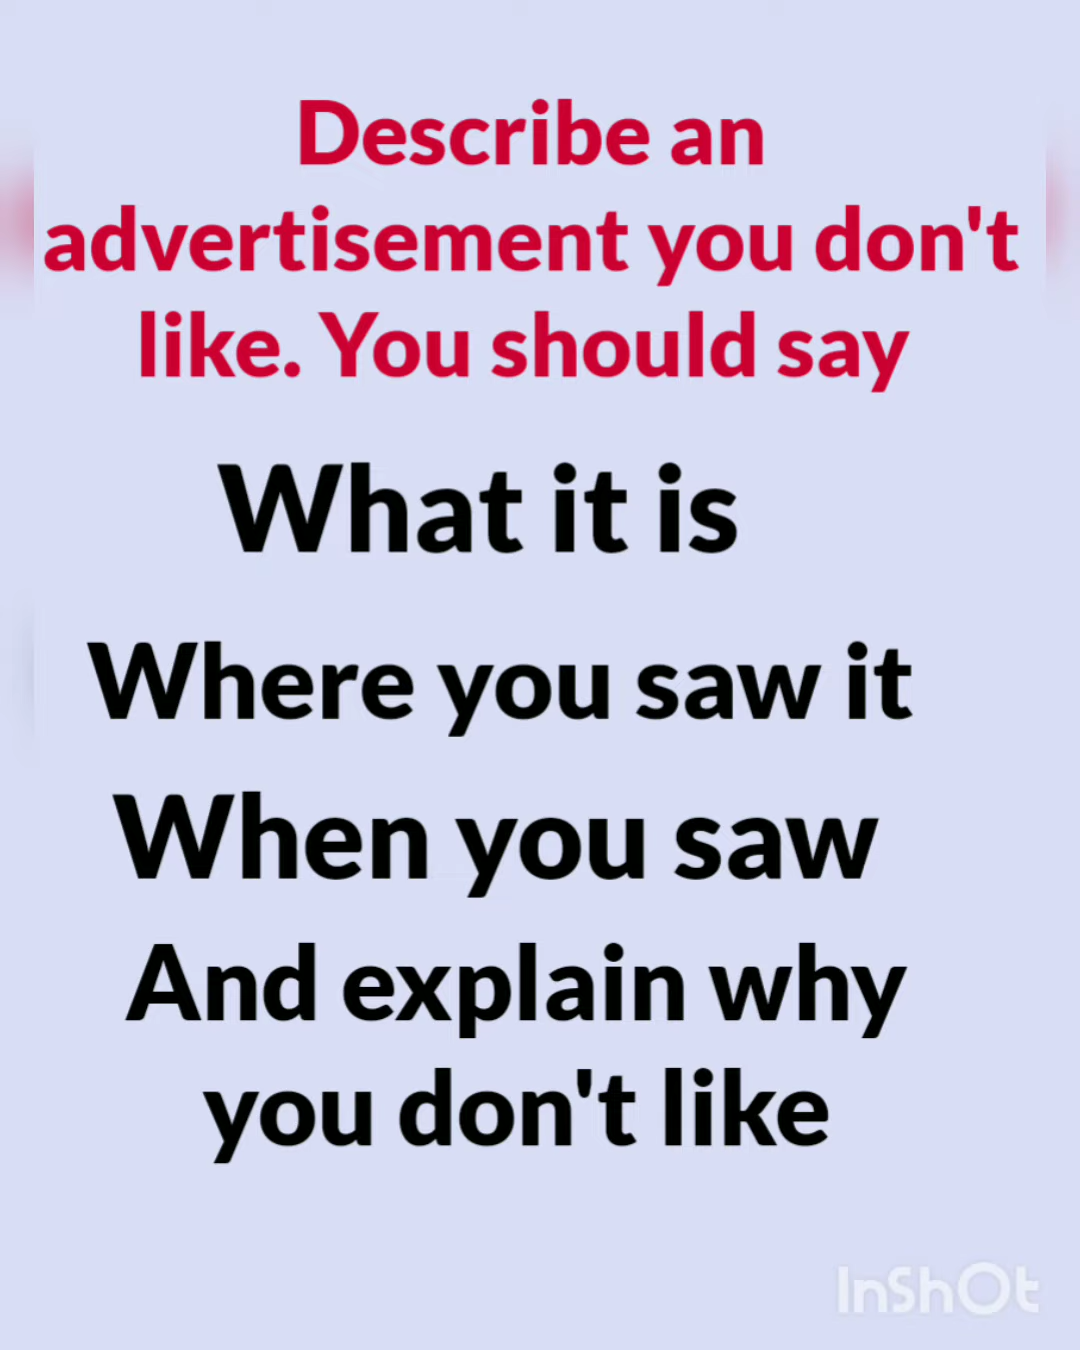 Describe an
advertisement you don't
like. You should say
What it is
Where you saw it
When you saw
And explain why
you don't like
InShOt